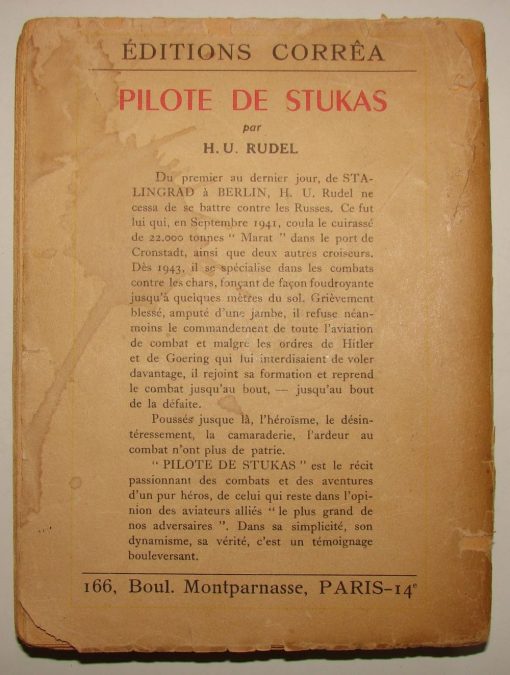 ÉDITIONS CORRÊA
PILOTE DE STUKAS
par
H. U. RUDEL
Du premier au dernier jour, de STA-
LINGRAD à BERLIN, H. U. Rudel ne
cessa de se battre contre les Russes. Ce fut
lui qui, en Septembre 1941, coula le cuirassé
de 22.000 tonnes " Marat " dans le port de
Cronstadt, ainsi que deux autres croiseurs.
Dès 1943, il se spécialise dans les combats
contre les chars, fonçant de façon foudroyante
jusqu'à quelques mètres du sol. Grièvement
blessé, amputé d'une jambe, il refuse néan-
moins le commandement de toute l'aviation
de combat et malgré les ordres de Hitler
et de Goering qui lui interdisaient de voler
davantage, il rejoint sa formation et reprend
le combat jusqu'au bout, — jusqu'au bout
de la défaite.
Poussés jusque là, l'héroïsme, le désin-
téressement, la camaraderie, l'ardeur au
combat n'ont plus de patrie.
" PILOTE DE STUKAS " est le récit
passionnant des combats et des aventures
d'un pur héros, de celui qui reste dans l'opi-
nion des aviateurs alliés " le plus grand de
nos adversaires ". Dans sa simplicité, son
dynamisme, sa vérité, c'est un témoignage
bouleversant.
166, Boul. Montparnasse, PARIS-14e